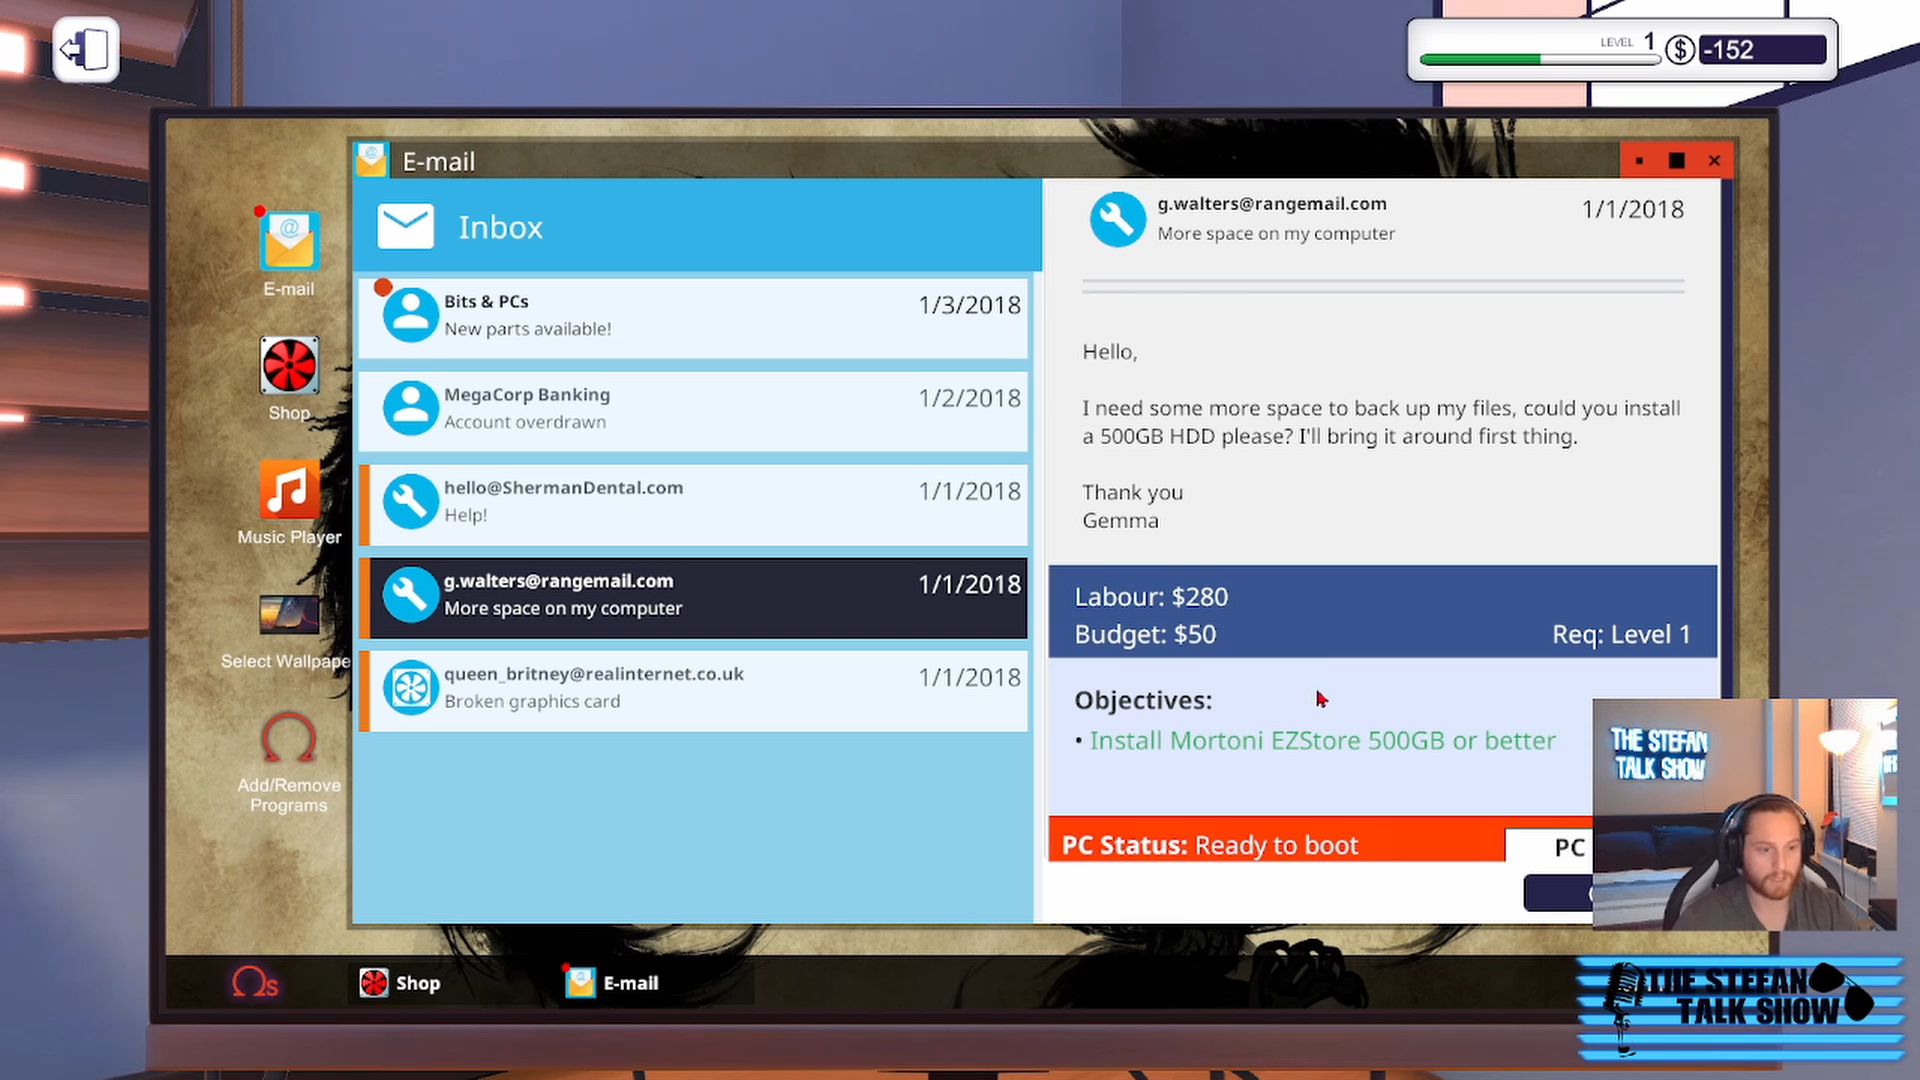 LEVEL 1
$ -152
E-mail
Inbox
E-mail
Shop
Music Player
Select Wallpape
Add/Remove
Programs
Bits & PCs
1/3/2018
New parts available!
MegaCorp Banking
1/2/2018
Account overdrawn
hello@ShermanDental.com
1/1/2018
Help!
g.walters@rangemail.com
1/1/2018
More space on my computer
queen_britney@realinternet.co.uk
1/1/2018
Broken graphics card
g.walters@rangemail.com
1/1/2018
More space on my computer
Hello,
I need some more space to back up my files, could you install
a 500GB HDD please? I'll bring it around first thing.
Thank you
Gemma
Labour: $280
Budget: $50
Req: Level 1
Objectives:
• Install Mortoni EZStore 500GB or better
PC Status: Ready to boot
PC
THE STEFAN
TALK SHOW
Ωs
Shop
E-mail
THE STEFAN
TALK SHOW